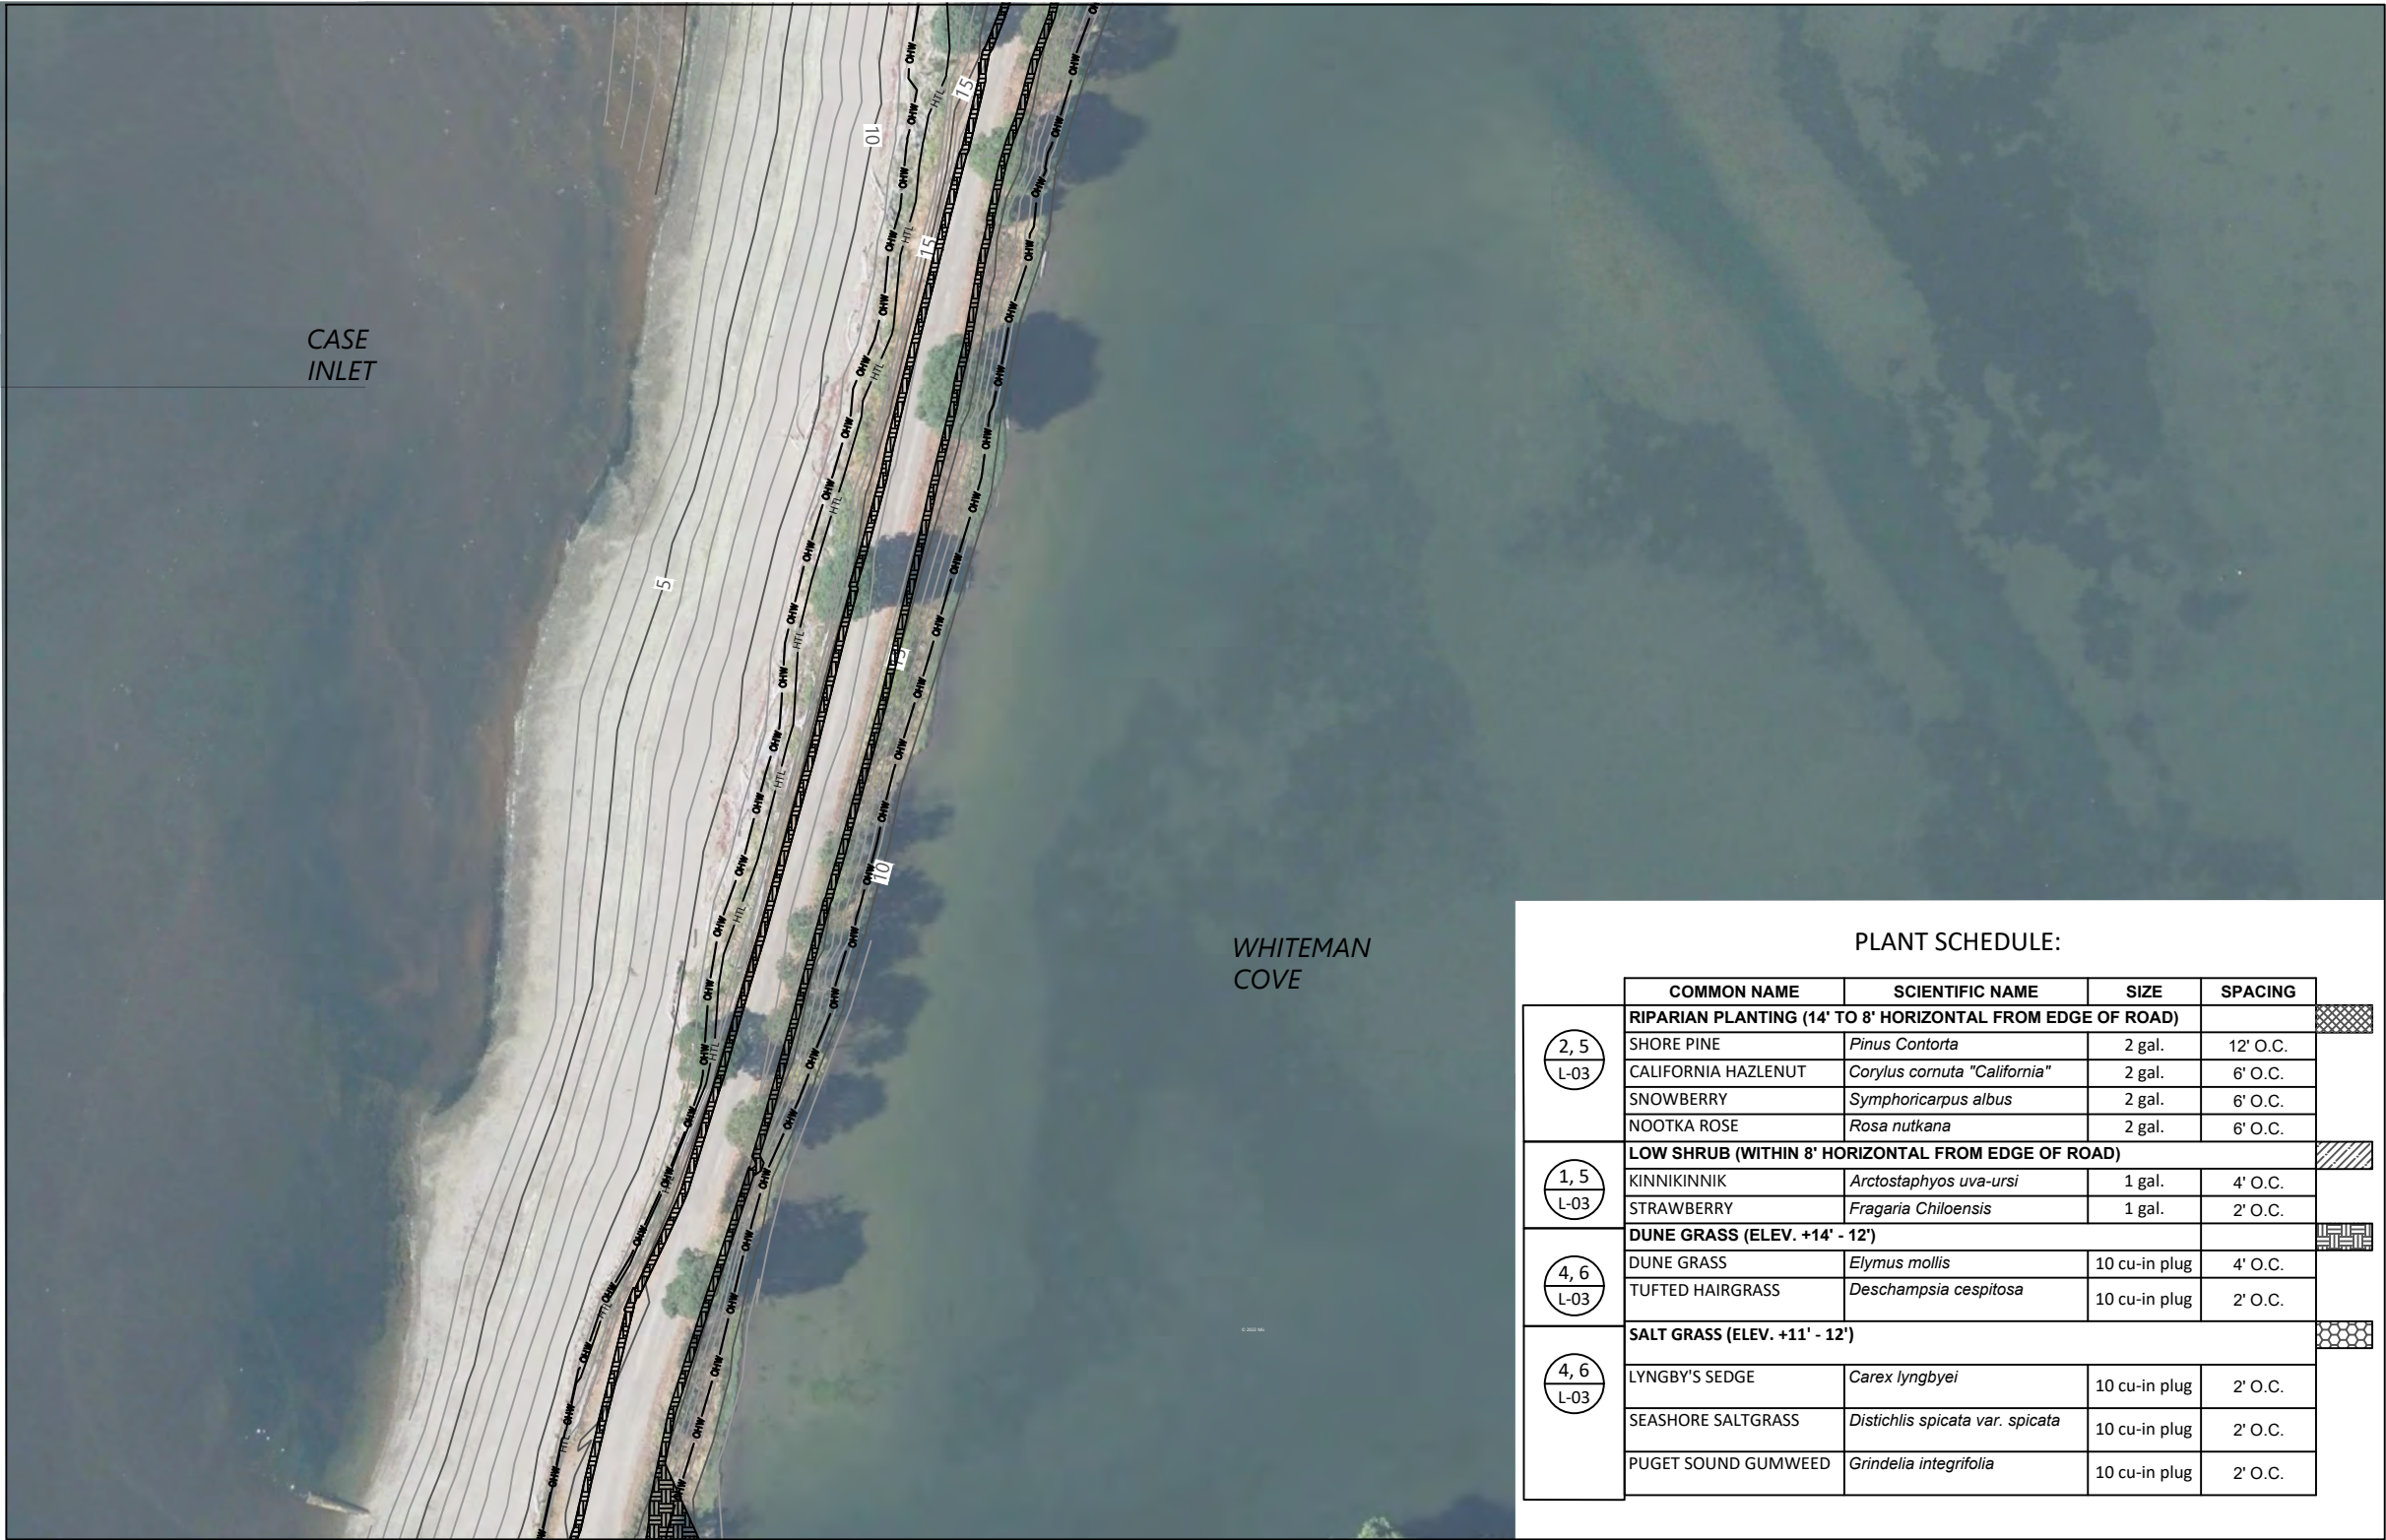 CASE
INLET
15
10
15
5
15
10
OHW
HTL
WHITEMAN
COVE
PLANT SCHEDULE:
COMMON NAME SCIENTIFIC NAME SIZE SPACING
2, 5
L-03
RIPARIAN PLANTING (14' TO 8' HORIZONTAL FROM EDGE OF ROAD)
SHORE PINE Pinus Contorta 2 gal. 12' O.C.
CALIFORNIA HAZLENUT Corylus cornuta "California" 2 gal. 6' O.C.
SNOWBERRY Symphoricarpus albus 2 gal. 6' O.C.
NOOTKA ROSE Rosa nutkana 2 gal. 6' O.C.
1, 5
L-03
LOW SHRUB (WITHIN 8' HORIZONTAL FROM EDGE OF ROAD)
KINNIKINNIK Arctostaphyos uva-ursi 1 gal. 4' O.C.
STRAWBERRY Fragaria Chiloensis 1 gal. 2' O.C.
4, 6
L-03
DUNE GRASS (ELEV. +14' - 12')
DUNE GRASS Elymus mollis 10 cu-in plug 4' O.C.
TUFTED HAIRGRASS Deschampsia cespitosa 10 cu-in plug 2' O.C.
4, 6
L-03
SALT GRASS (ELEV. +11' - 12')
LYNGBY'S SEDGE Carex lyngbyei 10 cu-in plug 2' O.C.
SEASHORE SALTGRASS Distichlis spicata var. spicata 10 cu-in plug 2' O.C.
PUGET SOUND GUMWEED Grindelia integrifolia 10 cu-in plug 2' O.C.